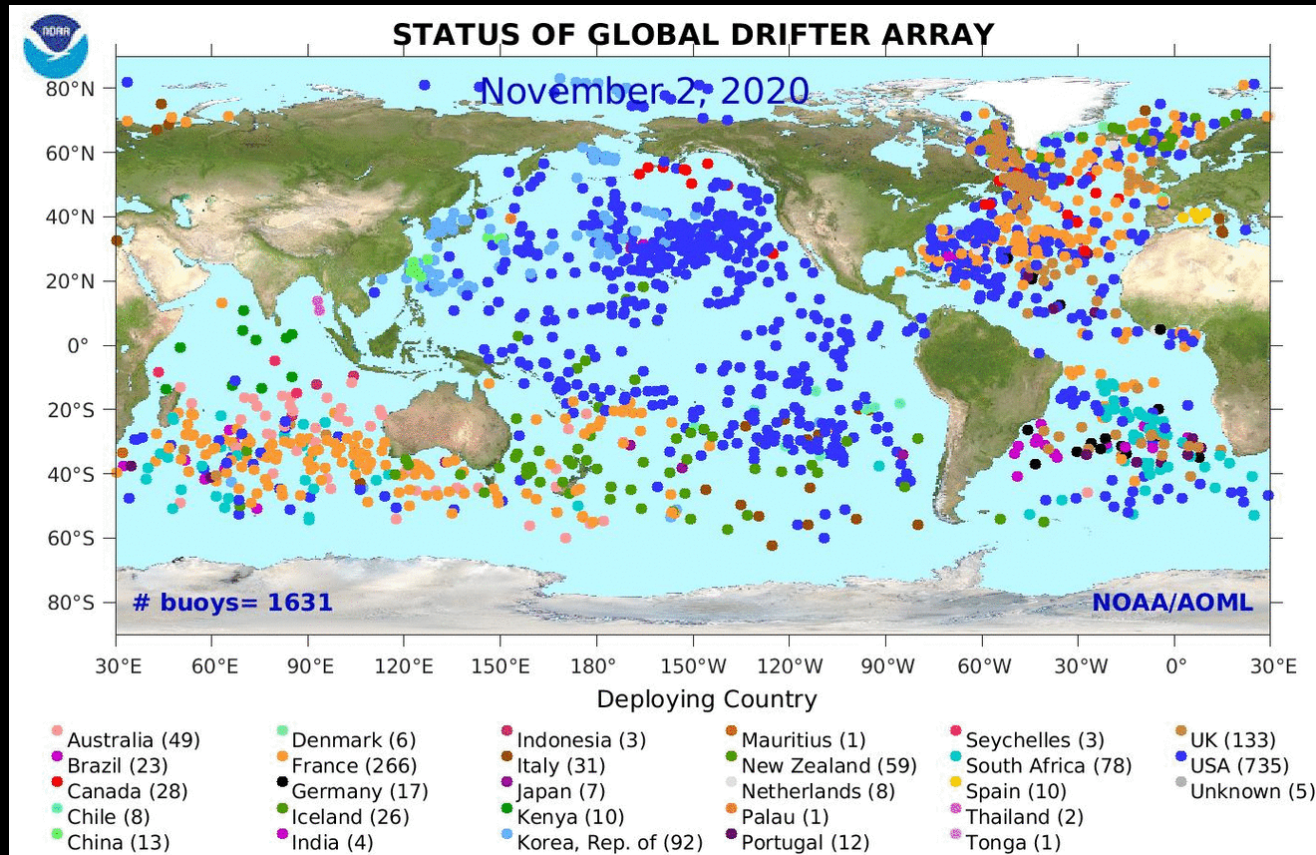 NOAA
STATUS OF GLOBAL DRIFTER ARRAY
November 2, 2020
80°N
60°N
40°N
20°N
0°
20°S
40°S
60°S
80°S
# buoys= 1631
NOAA/AOML
30°E 60°E 90°E 120°E 150°E 180° 150°W 120°W 90°W 60°W 30°W 0° 30°E
Deploying Country
Australia (49)
Brazil (23)
Canada (28)
Chile (8)
China (13)
Denmark (6)
France (266)
Germany (17)
Iceland (26)
India (4)
Indonesia (3)
Italy (31)
Japan (7)
Kenya (10)
Korea, Rep. of (92)
Mauritius (1)
New Zealand (59)
Netherlands (8)
Palau (1)
Portugal (12)
Seychelles (3)
South Africa (78)
Spain (10)
Thailand (2)
Tonga (1)
UK (133)
USA (735)
Unknown (5)